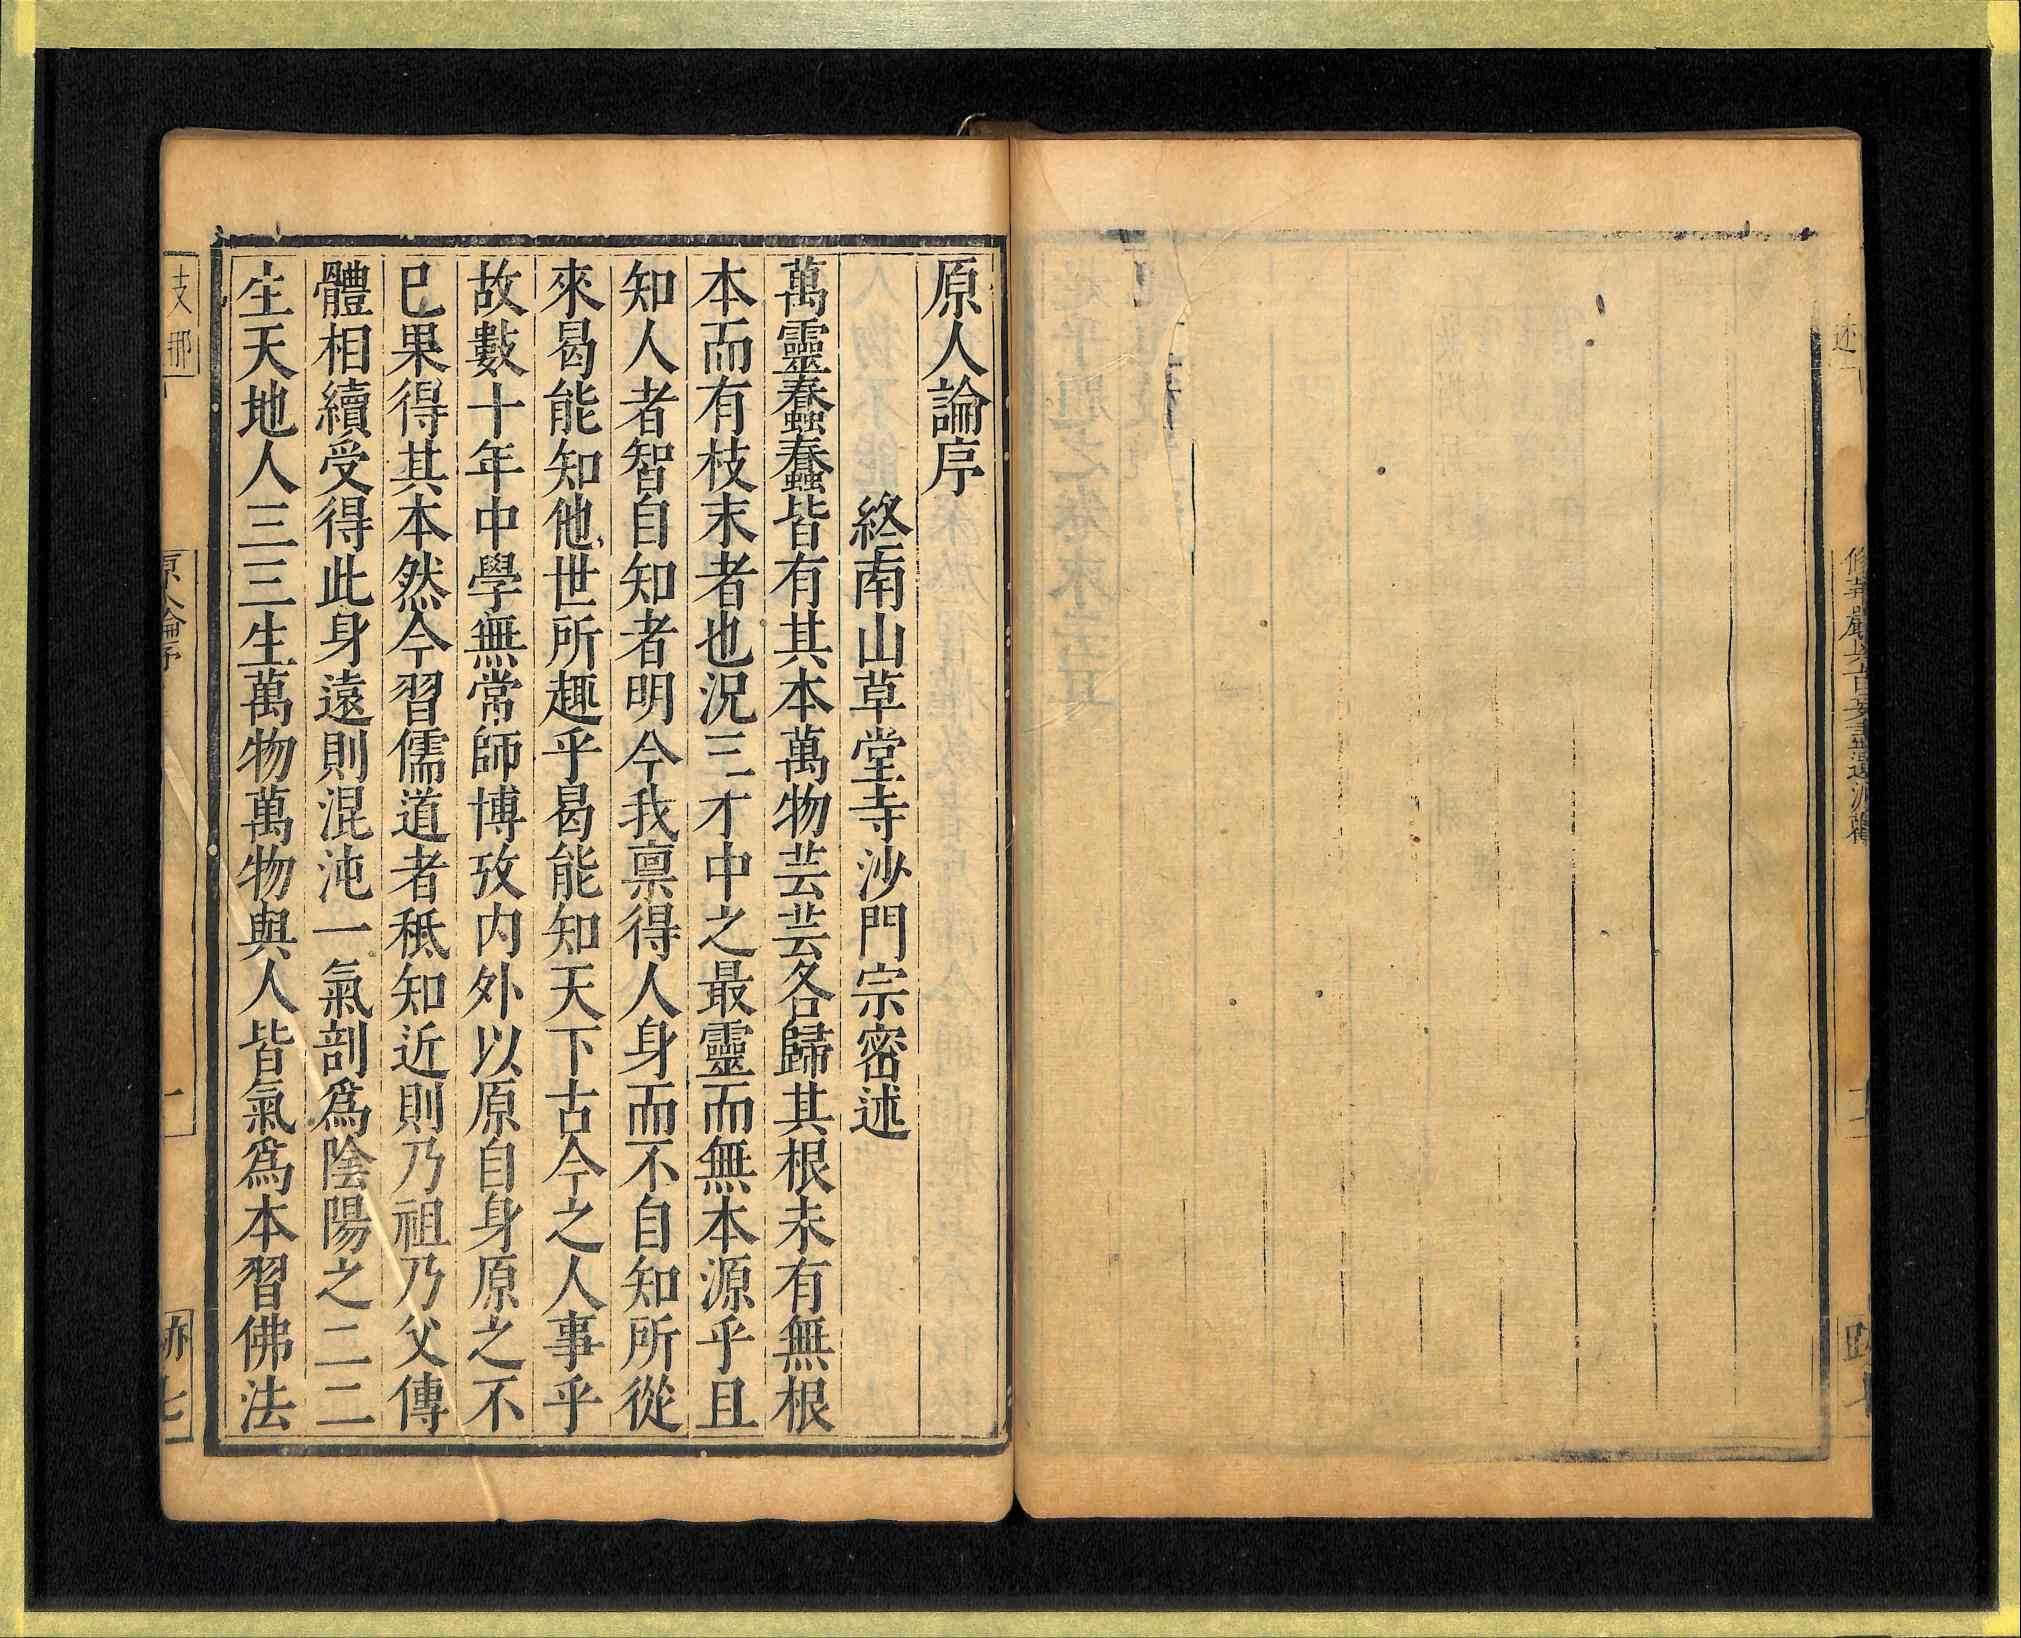 修華嚴奧旨妄盡還源觀
原人論序
終南山草堂寺沙門宗密述
萬靈蠢蠢皆有其本萬物芸芸各歸其根未有無根
本而有枝末者也況三才中之最靈而無本源乎且
知人者智自知者明今我禀得人身而不自知所從
來曷能知他世所趣乎曷能知天下古今之人事乎
故數十年中學無常師博攷內外以原自身原之不
已果得其本然今習儒道者秪知近則乃祖乃父傳
體相續受得此身遠則混沌一氣剖爲陰陽之二二
生天地人三三生萬物萬物與人皆氣爲本習佛法
支那
原人論序
一
跡七